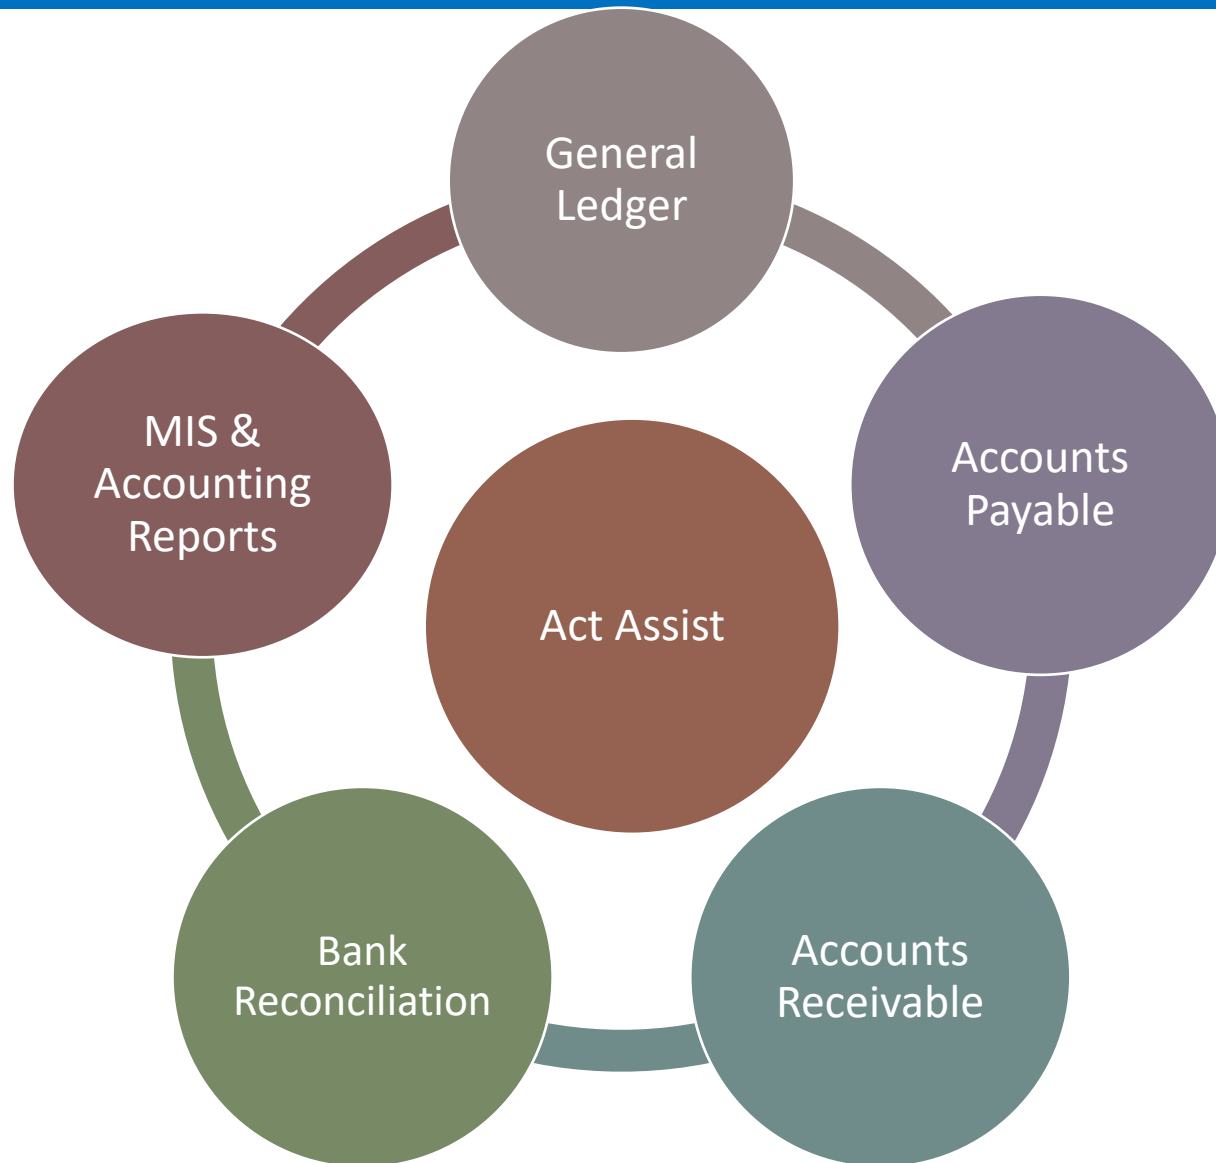 General
Ledger
Accounts
Payable
Accounts
Receivable
Bank
Reconciliation
MIS &
Accounting
Reports
Act Assist